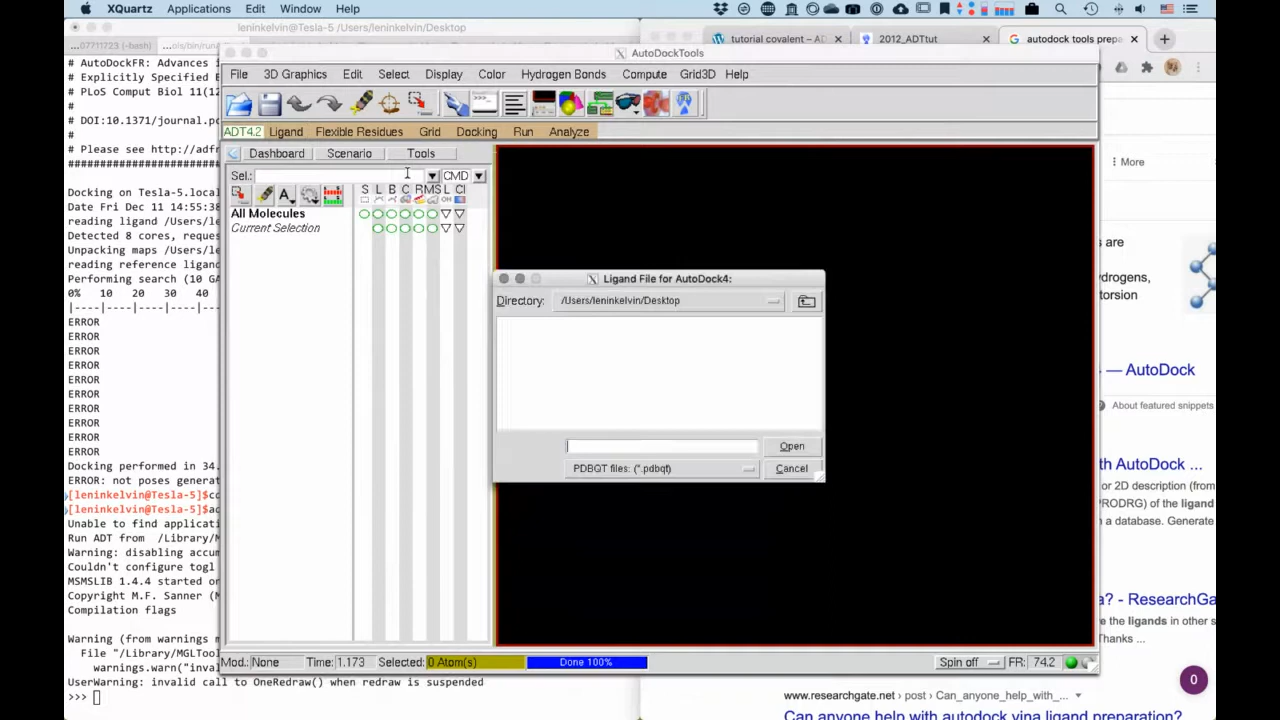 XQuartz Applications Edit Window Help
leninkelvin@Tesla-5 /Users/leninkelvin/Desktop
07711723 (-bash)
tutorial covalent – AD
2012_ADTtut
autodock tools prepa
# AutoDockFR: Advances i
# Explicitly Specified B
# PLoS Comput Biol 11(12
#
# DOI:10.1371/journal.pc
#
# Please see http://adfr
Docking on Tesla-5.local
Date Fri Dec 11 14:55:38
reading ligand /Users/le
Detected 8 cores, reques
Unpacking maps /Users/le
reading reference ligand
Performing search (10 GA
0% 10 20 30 40
ERROR
ERROR
ERROR
ERROR
ERROR
ERROR
ERROR
ERROR
ERROR
ERROR
Docking performed in 34.
ERROR: not poses generat
[leninkelvin@Tesla-5]$cd
[leninkelvin@Tesla-5]$ad
Unable to find applicati
Run ADT from /Library/M
Warning: disabling accum
Couldn't configure togl
MSMSLIB 1.4.4 started on
Copyright M.F. Sanner (M
Compilation flags
Warning (from warnings m
File "/Library/MGLTool
warnings.warn("inval
UserWarning: invalid call to OneRedraw() when redraw is suspended
>>>
AutoDockTools
File 3D Graphics Edit Select Display Color Hydrogen Bonds Compute Grid3D Help
ADT4.2 Ligand Flexible Residues Grid Docking Run Analyze
Dashboard Scenario Tools
Sel.: CMD
S L B C R MS L Cl
All Molecules
Current Selection
Ligand File for AutoDock4:
Directory: /Users/leninkelvin/Desktop
Open
PDBQT files: (*.pdbqt) Cancel
Mod.: None Time: 1.173 Selected: 0 Atom(s) Done 100% Spin off FR: 74.2
More
s are
hydrogens,
torsion
— AutoDock
About featured snippets
th AutoDock ...
or 2D description (from
PRODRG) of the ligand i
n a database. Generate
a? - ResearchGa
e the ligands in other s
Thanks ...
0
www.researchgate.net › post › Can_anyone_help_with_...
Can anyone help with autodock vina ligand preparation?